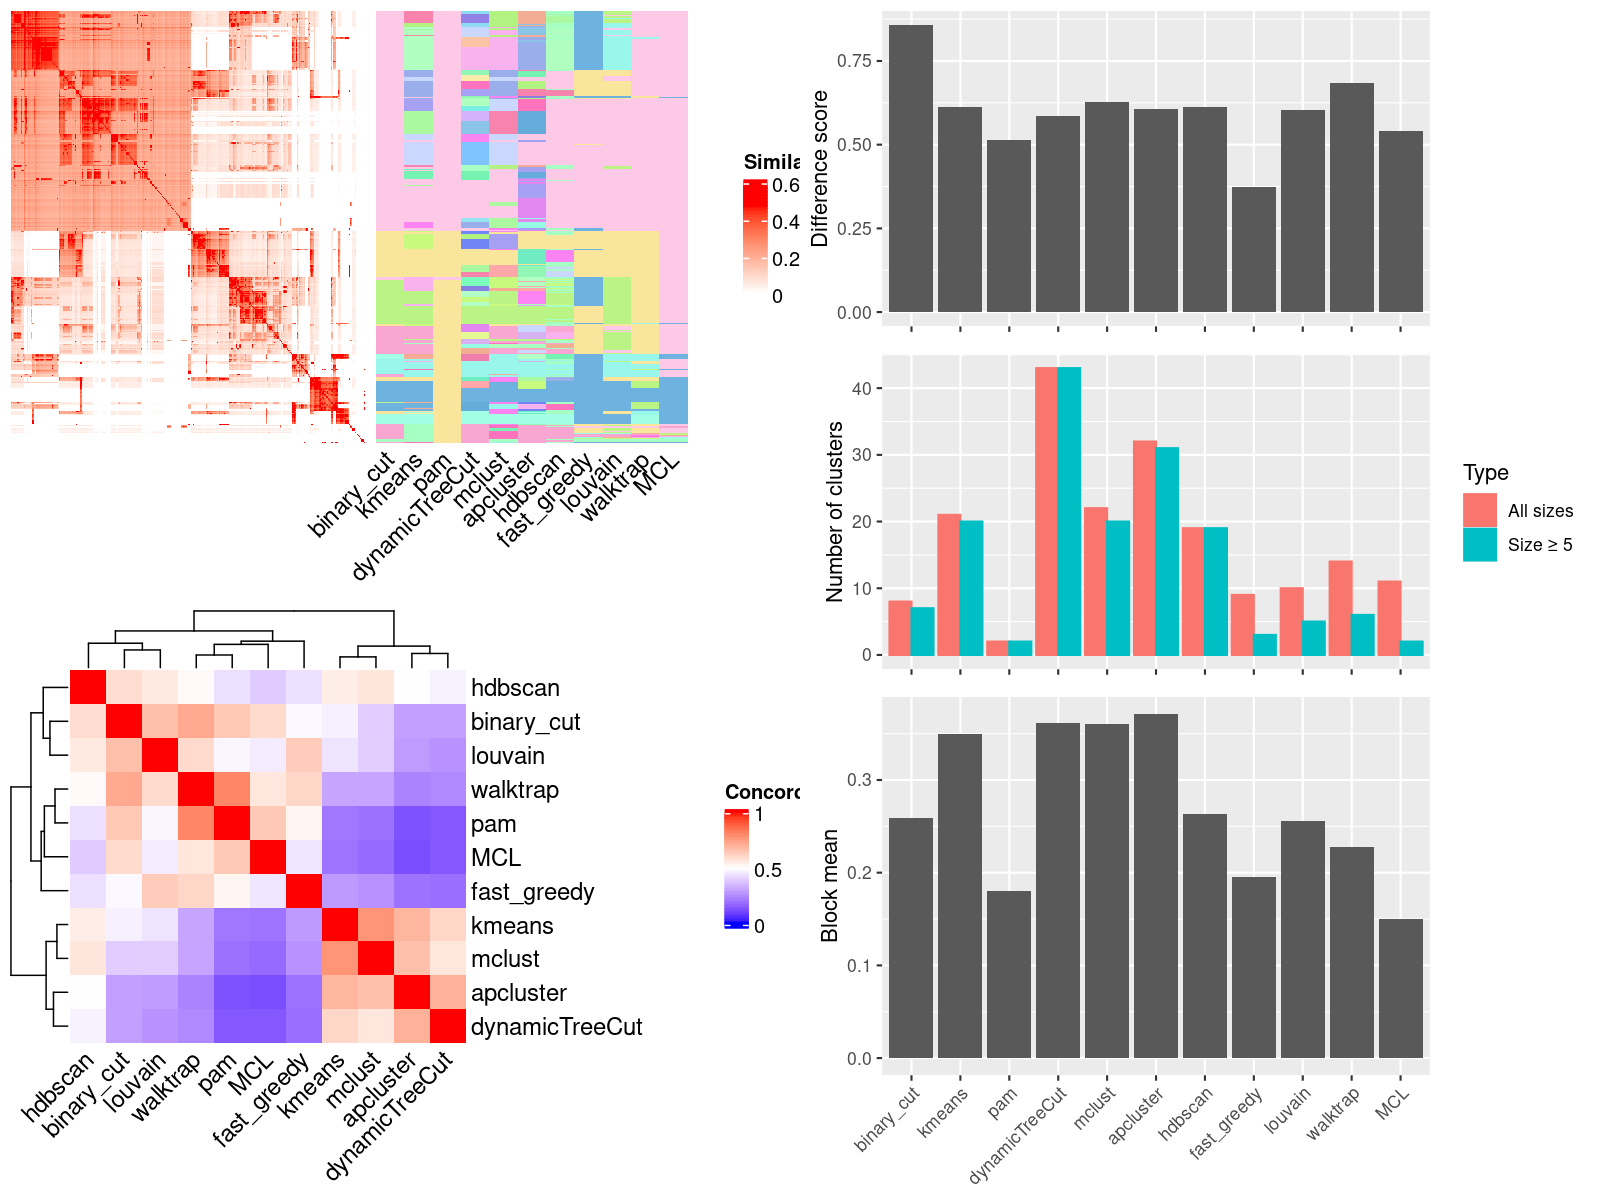 Simila
0.6
0.4
0.2
0
binary_cut
kmeans
pam
dynamicTreeCut
mclust
apcluster
hdbscan
fast_greedy
louvain
walktrap
MCL
Difference score
0.75
0.50
0.25
0.00
Number of clusters
40
30
20
10
0
Type
All sizes
Size ≥ 5
hdbscan
binary_cut
louvain
walktrap
pam
MCL
fast_greedy
kmeans
mclust
apcluster
dynamicTreeCut
hdbscan
binary_cut
louvain
walktrap
pam
MCL
fast_greedy
kmeans
mclust
apcluster
dynamicTreeCut
Concord
1
0.5
0
Block mean
0.3
0.2
0.1
0.0
binary_cut
kmeans
pam
dynamicTreeCut
mclust
apcluster
hdbscan
fast_greedy
louvain
walktrap
MCL